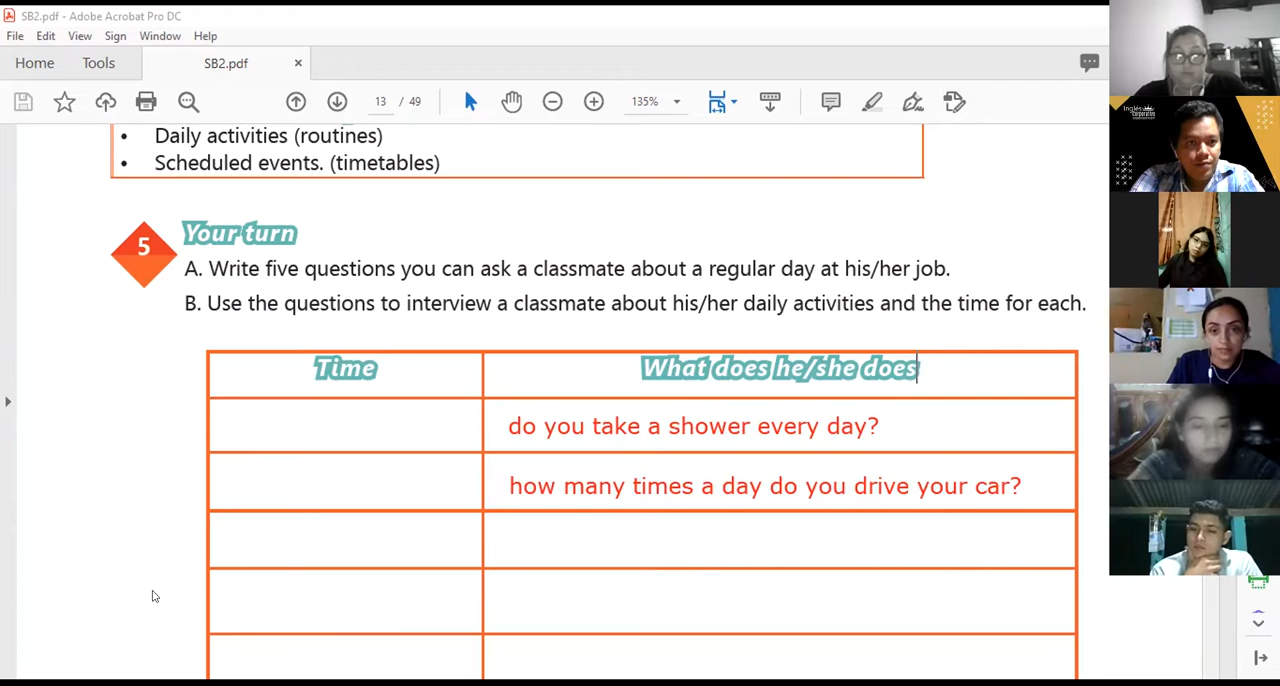 SB2.pdf - Adobe Acrobat Pro DC
File Edit View Sign Window Help
Home Tools SB2.pdf ×
13 / 49 135%
• Daily activities (routines)
• Scheduled events. (timetables)
5 Your turn
A. Write five questions you can ask a classmate about a regular day at his/her job.
B. Use the questions to interview a classmate about his/her daily activities and the time for each.
Time What does he/she does
do you take a shower every day?
how many times a day do you drive your car?
Inglés
corporativo